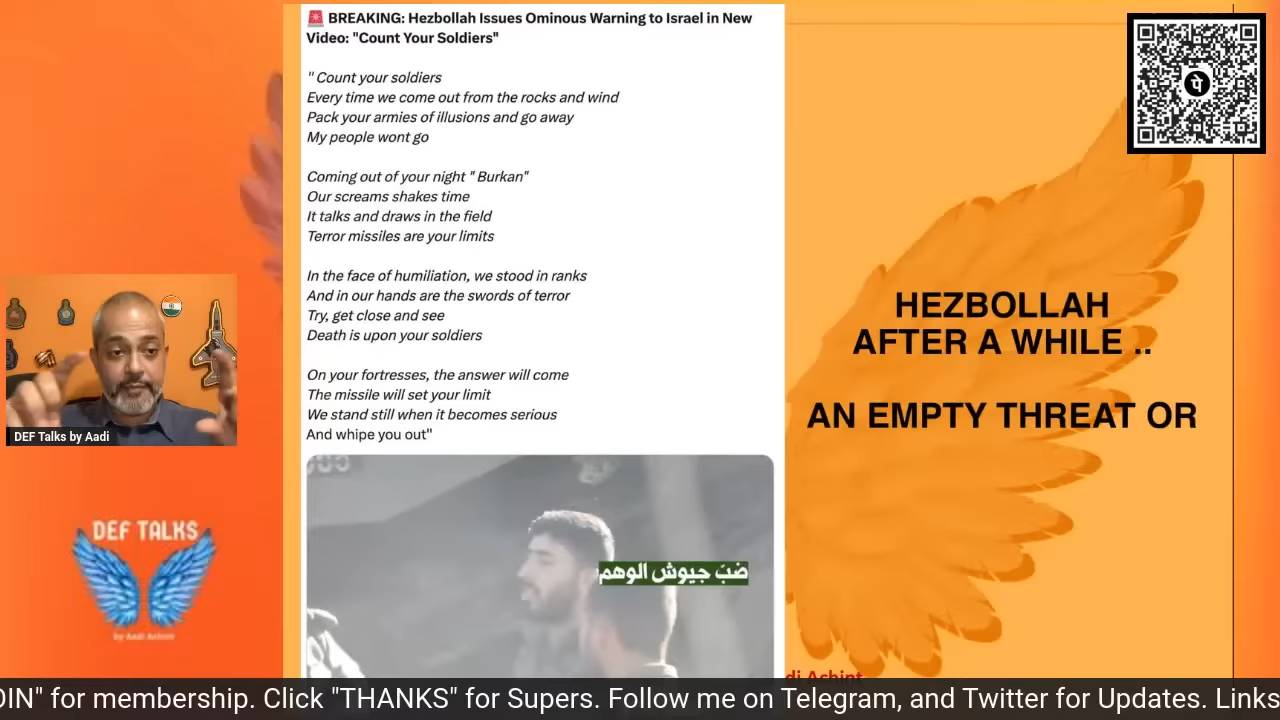 🚨 BREAKING: Hezbollah Issues Ominous Warning to Israel in New
Video: "Count Your Soldiers"
" Count your soldiers
Every time we come out from the rocks and wind
Pack your armies of illusions and go away
My people wont go
Coming out of your night " Burkan"
Our screams shakes time
It talks and draws in the field
Terror missiles are your limits
In the face of humiliation, we stood in ranks
And in our hands are the swords of terror
Try, get close and see
Death is upon your soldiers
On your fortresses, the answer will come
The missile will set your limit
We stand still when it becomes serious
And whipe you out"
ضبّ جيوش الوهم
HEZBOLLAH
AFTER A WHILE ..
AN EMPTY THREAT OR
पे
DEF Talks by Aadi
DEF TALKS
by Aadi Achint
di Achint
OIN" for membership. Click "THANKS" for Supers. Follow me on Telegram, and Twitter for Updates. Links